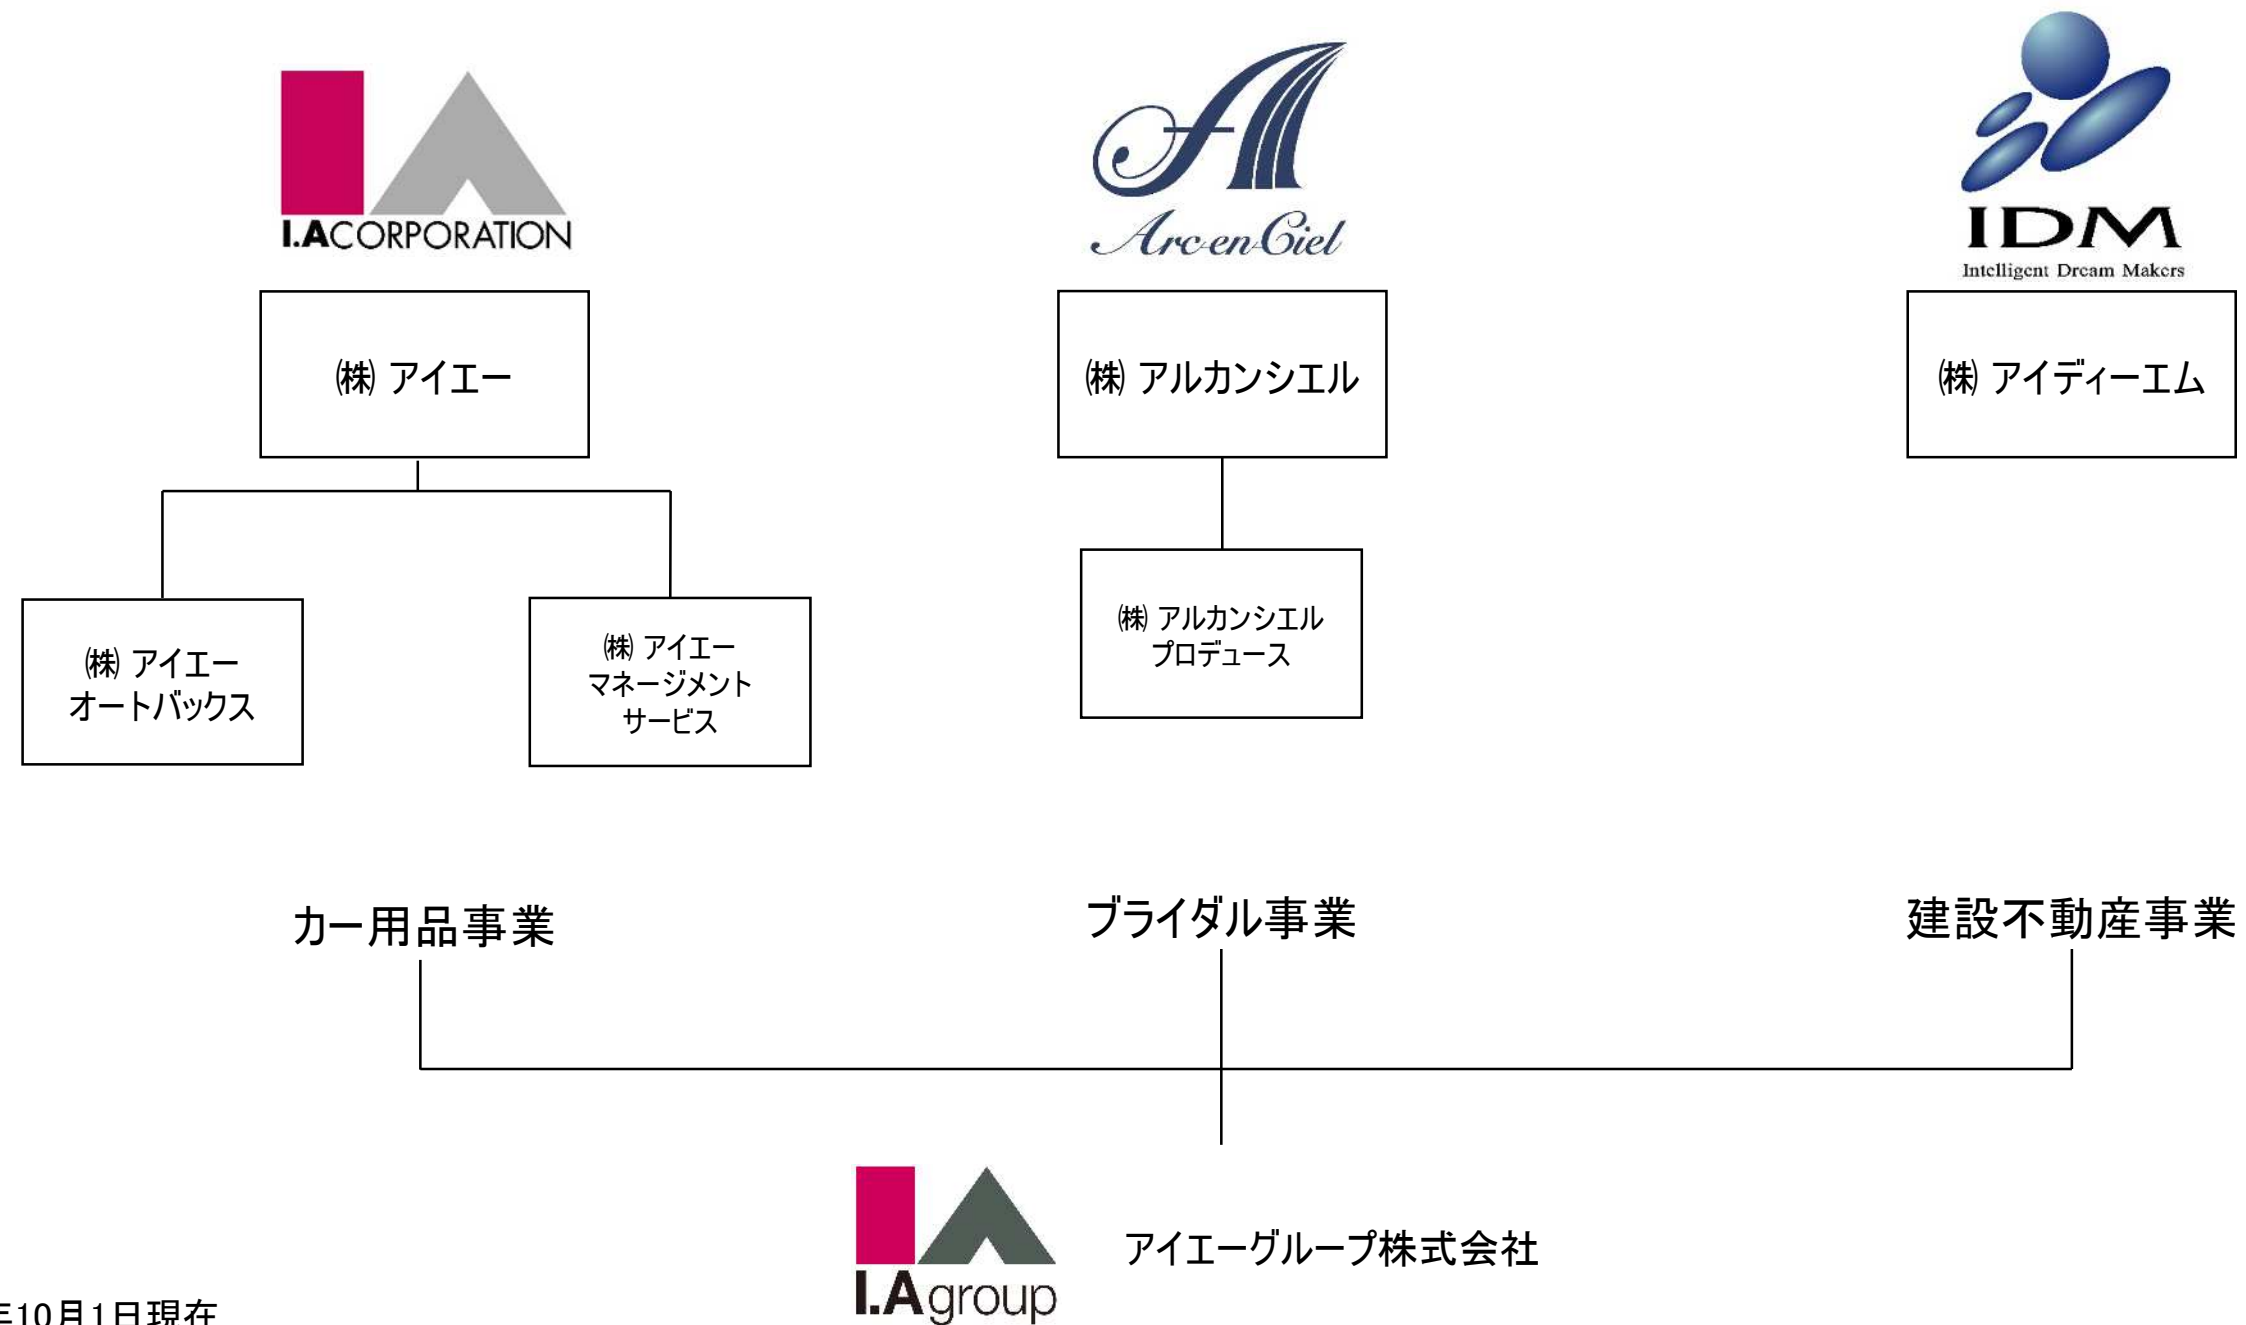 I.ACORPORATION
Arc-en-Ciel
IDM
Intelligent Dream Makers
㈱ アイエー
㈱ アルカンシエル
㈱ アイディーエム
㈱ アイエー
オートバックス
㈱ アイエー
マネージメント
サービス
㈱ アルカンシエル
プロデュース
カー用品事業
ブライダル事業
建設不動産事業
I.Agroup
アイエーグループ株式会社
年10月1日現在